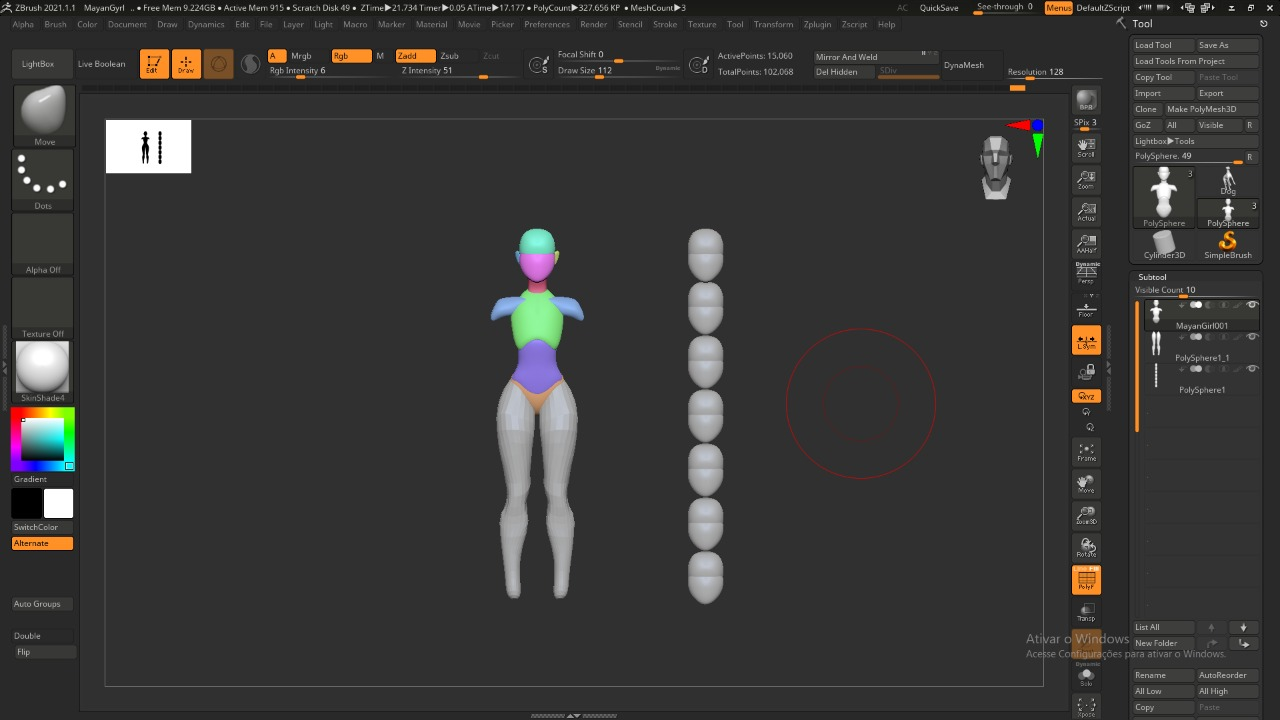 ZBrush 2021.1.1 MayanGyrl .. • Free Mem 9.224GB • Active Mem 915 • Scratch Disk 49 • ZTime▶21.734 Timer▶0.05 ATime▶17.177 • PolyCount▶327.656 KP • MeshCount▶3 AC QuickSave See-through 0 Menus DefaultZScript
Alpha Brush Color Document Draw Dynamics Edit File Layer Light Macro Marker Material Movie Picker Preferences Render Stencil Stroke Texture Tool Transform Zplugin Zscript Help
Tool
LightBox Live Boolean Edit Draw
A Mrgb Rgb M Zadd Zsub Zcut
Rgb Intensity 6 Z Intensity 51
S Focal Shift 0
Draw Size 112 Dynamic
D ActivePoints: 15,060
TotalPoints: 102,068
Mirror And Weld
Del Hidden SDiv
DynaMesh
Resolution 128
Load Tool Save As
Load Tools From Project
Copy Tool Paste Tool
Import Export
Clone Make PolyMesh3D
GoZ All Visible R
Lightbox▶Tools
PolySphere. 49 R
3
PolySphere
Dog
3
PolySphere
Cylinder3D SimpleBrush
Subtool
Visible Count 10
MayanGirl001
PolySphere1_1
PolySphere1
List All
New Folder
Rename AutoReorder
All Low All High
Copy Paste
Move
Dots
Alpha Off
Texture Off
SkinShade4
Gradient
SwitchColor
Alternate
Auto Groups
Double
Flip
BPR
SPix 3
Scroll
Zoom
Actual
AAHalf
Dynamic
Persp
Floor
L.Sym
XYZ
Frame
Move
Zoom3D
Rotate
PolyF
Transp
Dynamic
Solo
Xpose
Ativar o Windows
Acesse Configurações para ativar o Windows.